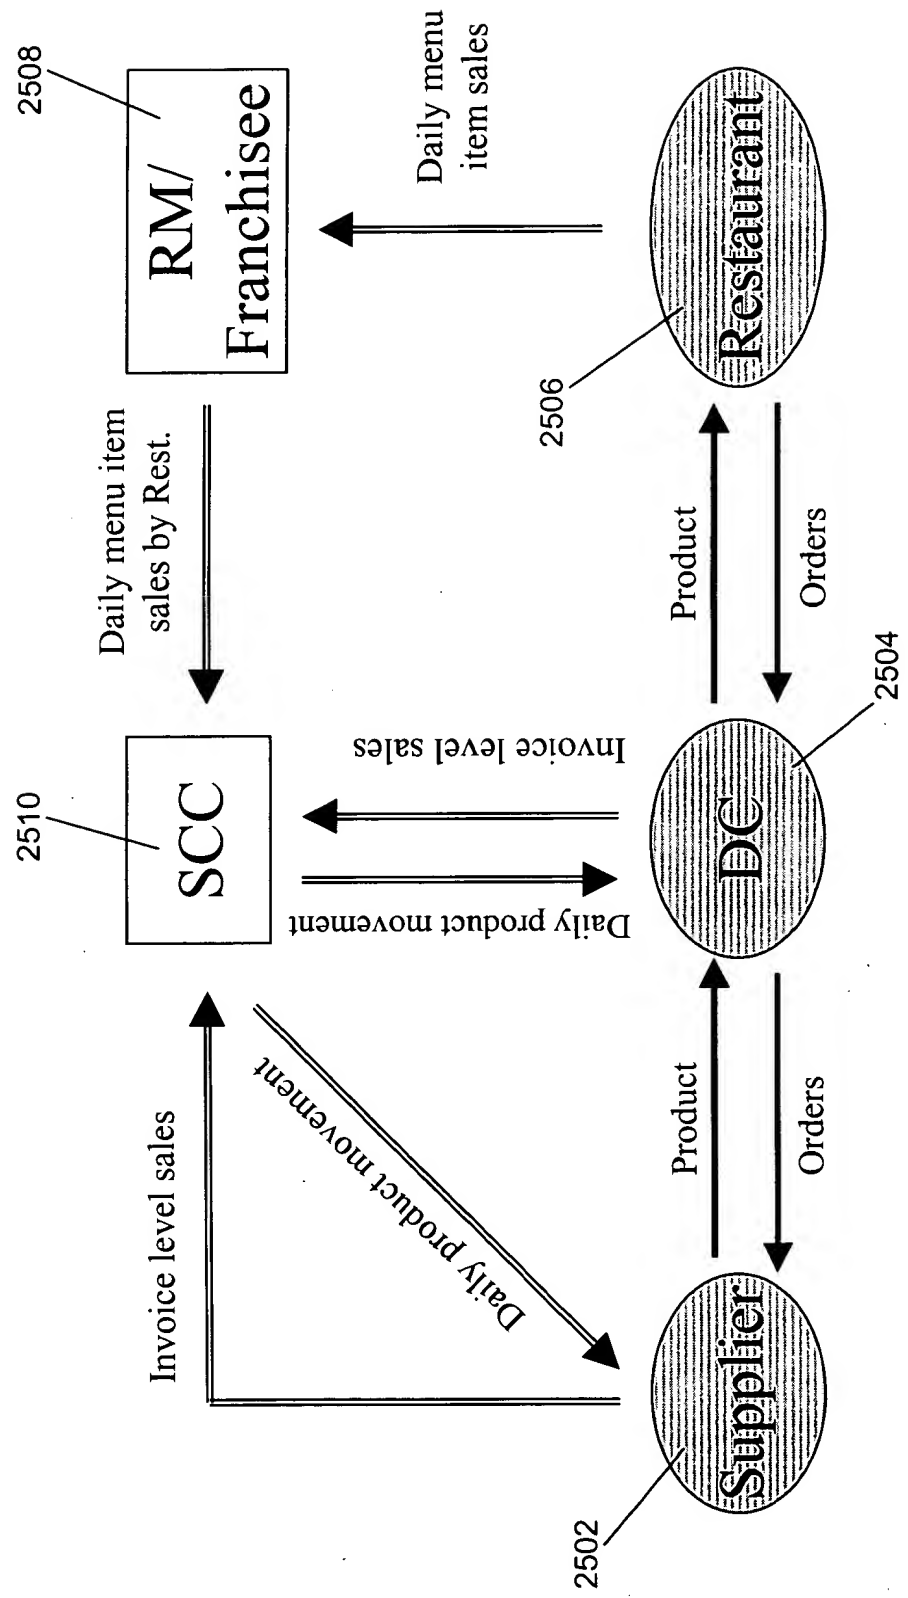 2510
2508
SCC
RM/
Franchisee
Invoice level sales
Daily menu item
sales by Rest.
Daily product movement
Daily product movement
Invoice level sales
Daily menu
item sales
2502
2506
Supplier
Product
Orders
DC
2504
Product
Orders
Restaurant